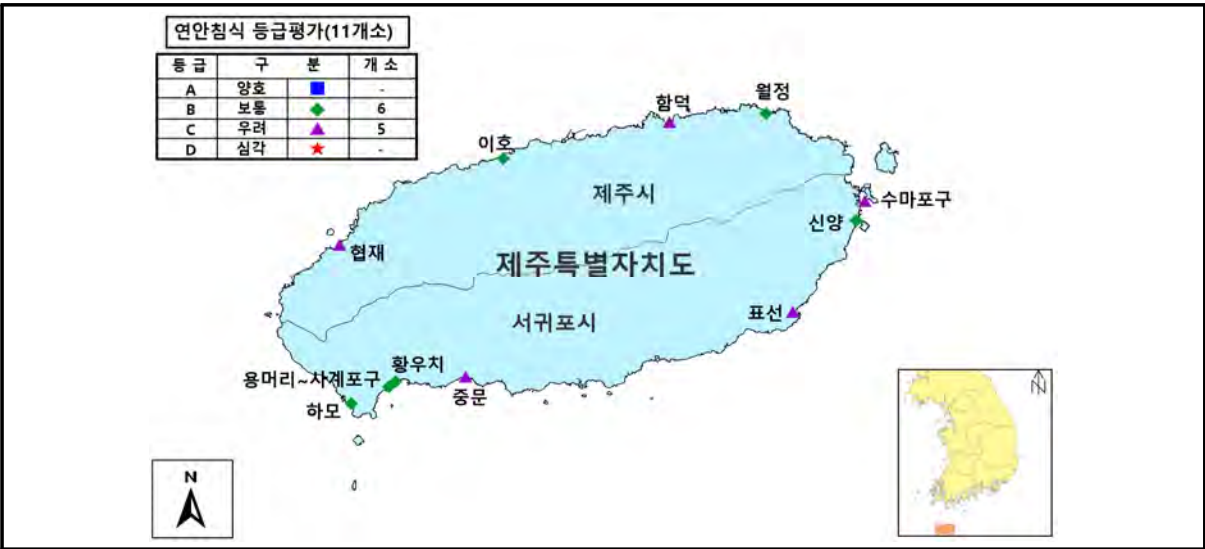 연안침식 등급평가(11개소)
등 급 구 분 개 소
A 양호 -
B 보통 6
C 우려 5
D 심각 -
월정
함덕
이호
제주시
수마포구
신양
협재
제주특별자치도
표선
서귀포시
황우치
용머리~사계포구
중문
하모
N
N